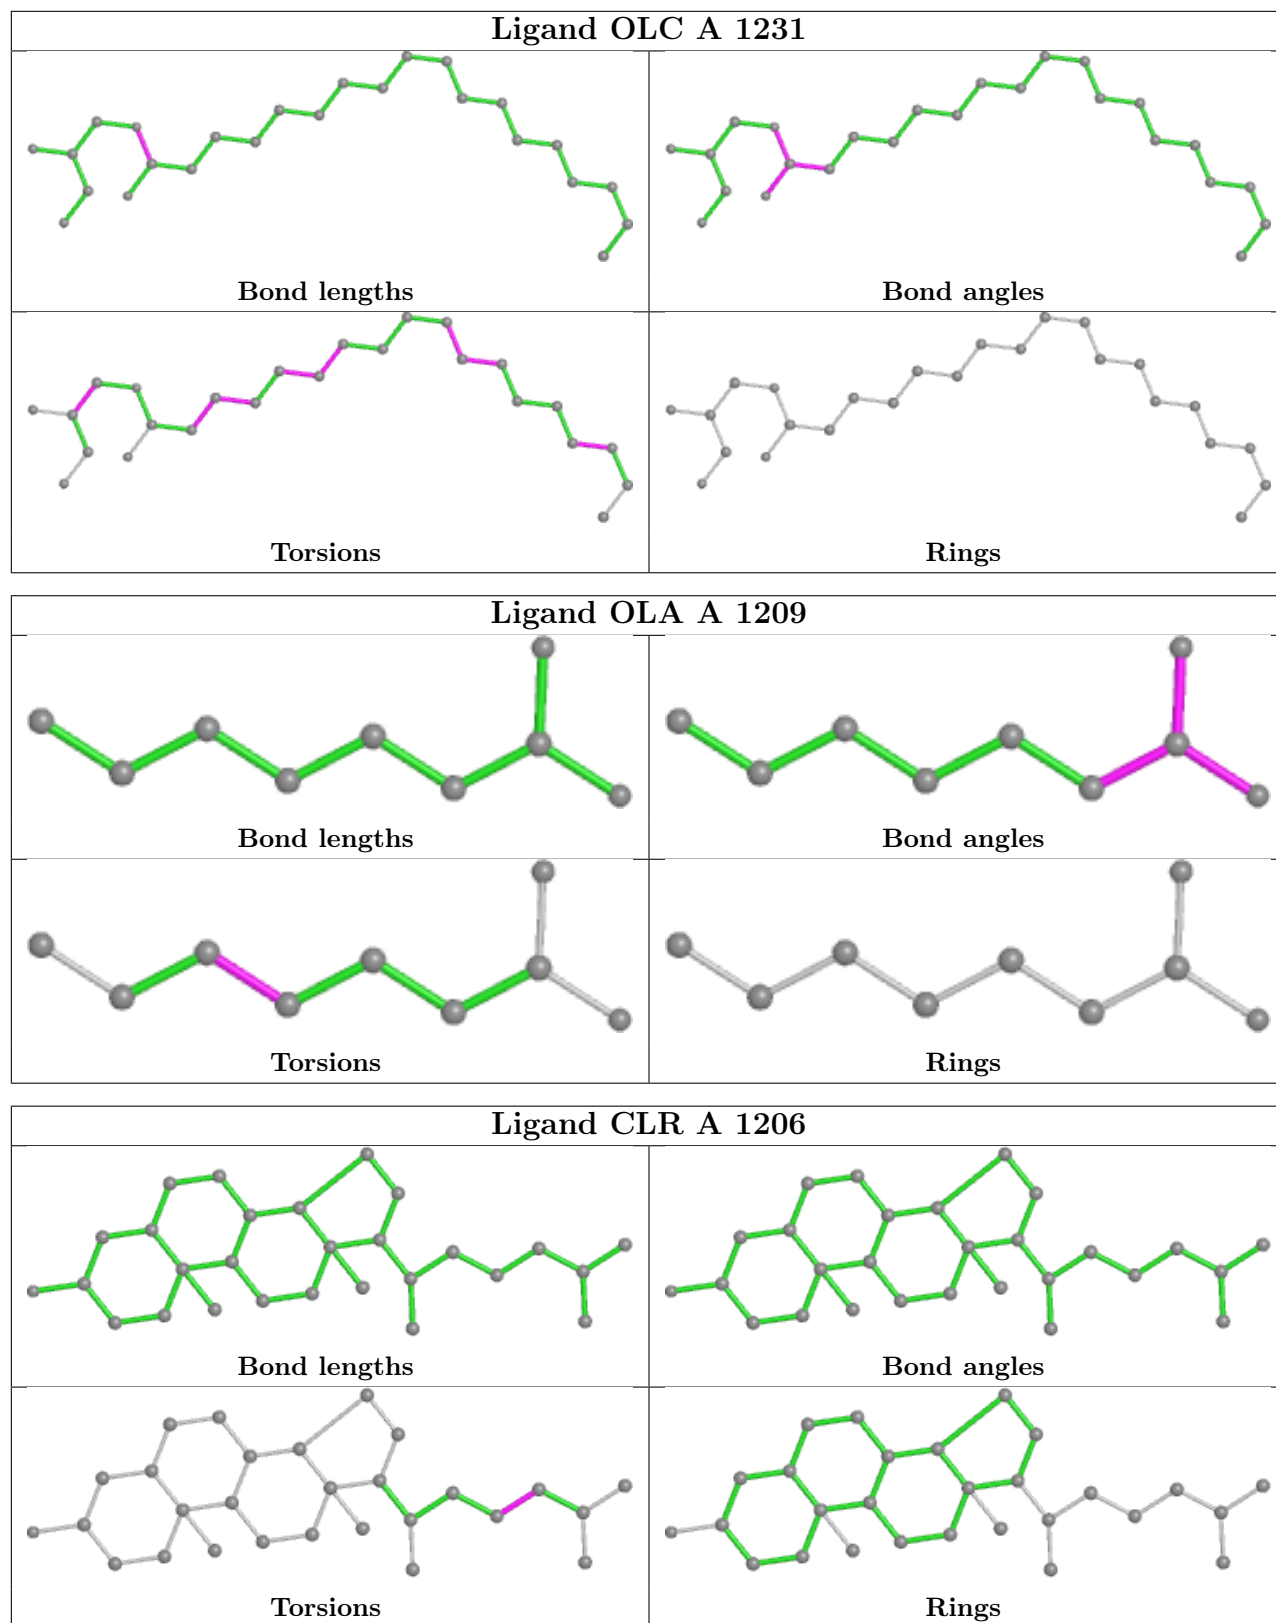 Ligand OLC A 1231
Bond lengths
Bond angles
Torsions
Rings
Ligand OLA A 1209
Bond lengths
Bond angles
Torsions
Rings
Ligand CLR A 1206
Bond lengths
Bond angles
Torsions
Rings